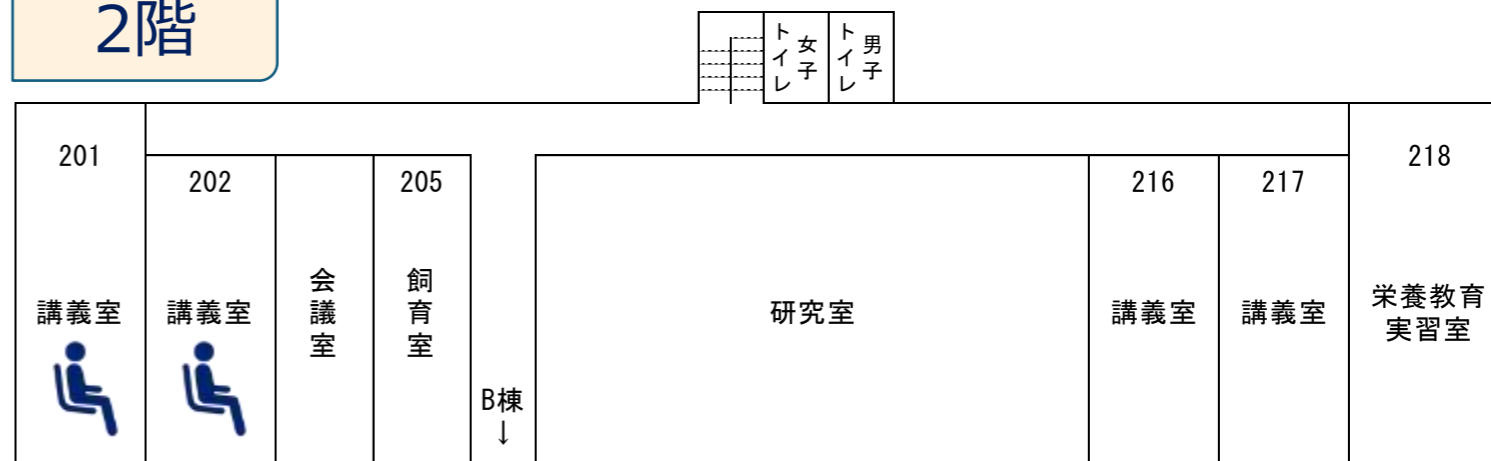 2階
女子
トイレ
男子
トイレ
201
講義室
202
講義室
会議室
205
飼育室
B棟
↓
研究室
216
講義室
217
講義室
218
栄養教育
実習室